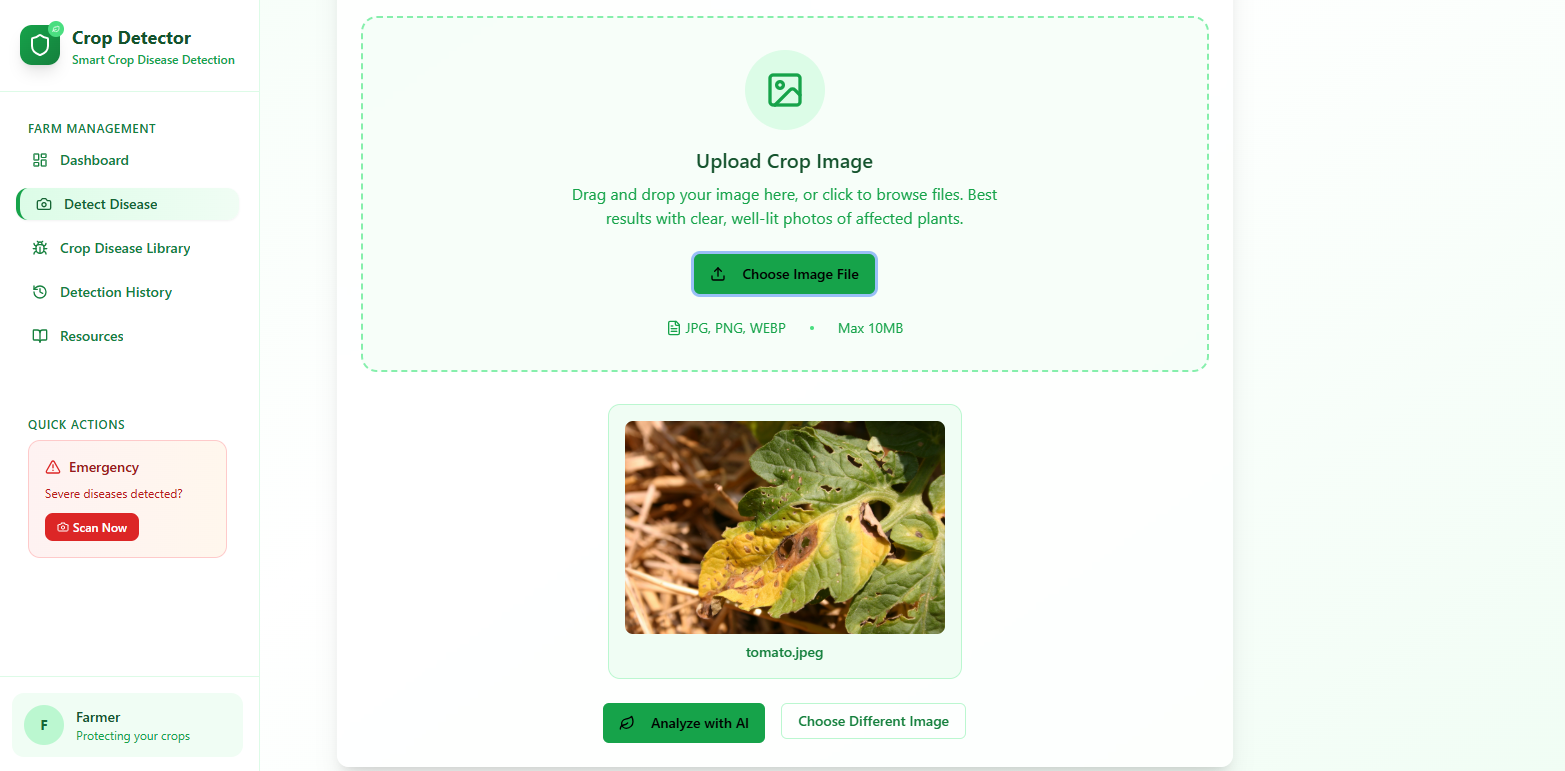 Crop Detector
Smart Crop Disease Detection
FARM MANAGEMENT
Dashboard
Detect Disease
Crop Disease Library
Detection History
Resources
QUICK ACTIONS
Emergency
Severe diseases detected?
Scan Now
F
Farmer
Protecting your crops
Upload Crop Image
Drag and drop your image here, or click to browse files. Best
results with clear, well-lit photos of affected plants.
Choose Image File
JPG, PNG, WEBP • Max 10MB
tomato.jpeg
Analyze with AI
Choose Different Image